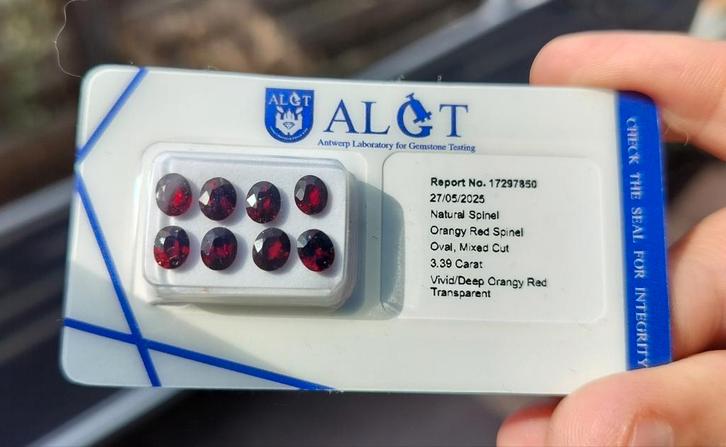 ALGT
ALGT
Antwerp Laboratory for Gemstone Testing
Report No. 17297850
27/05/2025
Natural Spinel
Orangy Red Spinel
Oval, Mixed Cut
3.39 Carat
Vivid/Deep Orangy Red
Transparent
CHECK THE SEAL FOR INTEGRITY